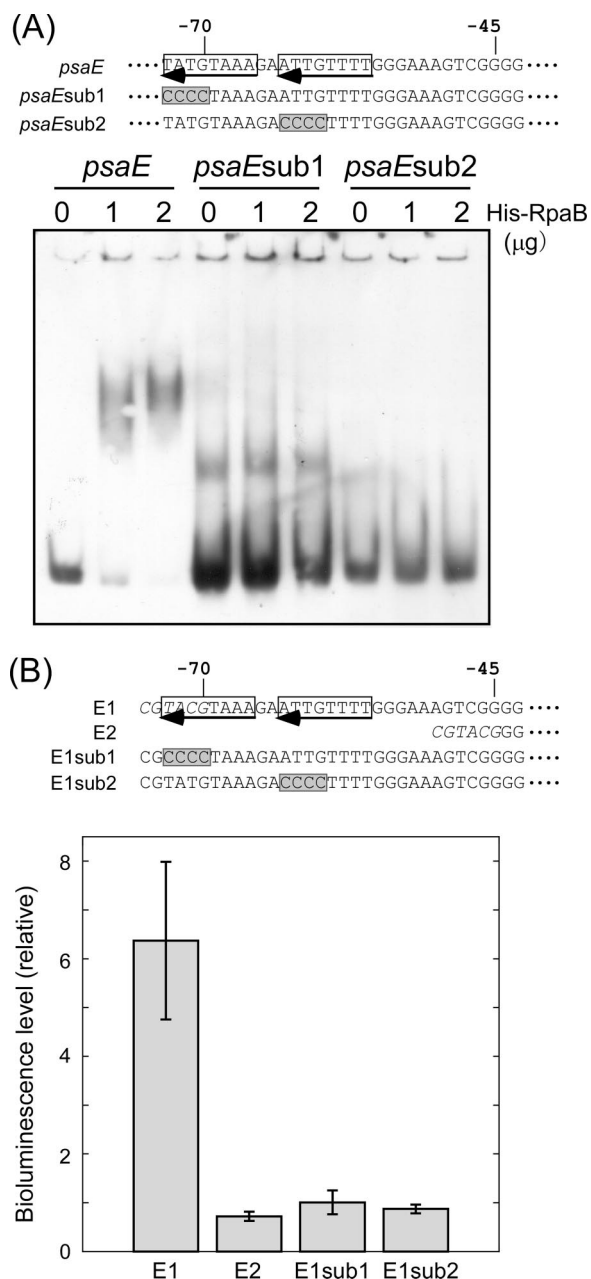 (A)
-70 -45
psaE ····TATGTAAAGAATTGTTTTGGGAAAGTCGGGG····
psaEsub1 ····CCCCTAAAGAATTGTTTTGGGAAAGTCGGGG····
psaEsub2 ····TATGTAAAGACCCCTTTTGGGAAAGTCGGGG····
psaE psaEsub1 psaEsub2
0 1 2 0 1 2 0 1 2 His-RpaB
(μg)
(B)
-70 -45
E1 CGTACGTAAAGAATTGTTTTGGGAAAGTCGGGG····
E2 CGTACGGG····
E1sub1 CGCCCCTAAAGAATTGTTTTGGGAAAGTCGGGG····
E1sub2 CGTATGTAAAGACCCCTTTTGGGAAAGTCGGGG····
Bioluminescence level (relative)
8
6
4
2
0
E1 E2 E1sub1 E1sub2